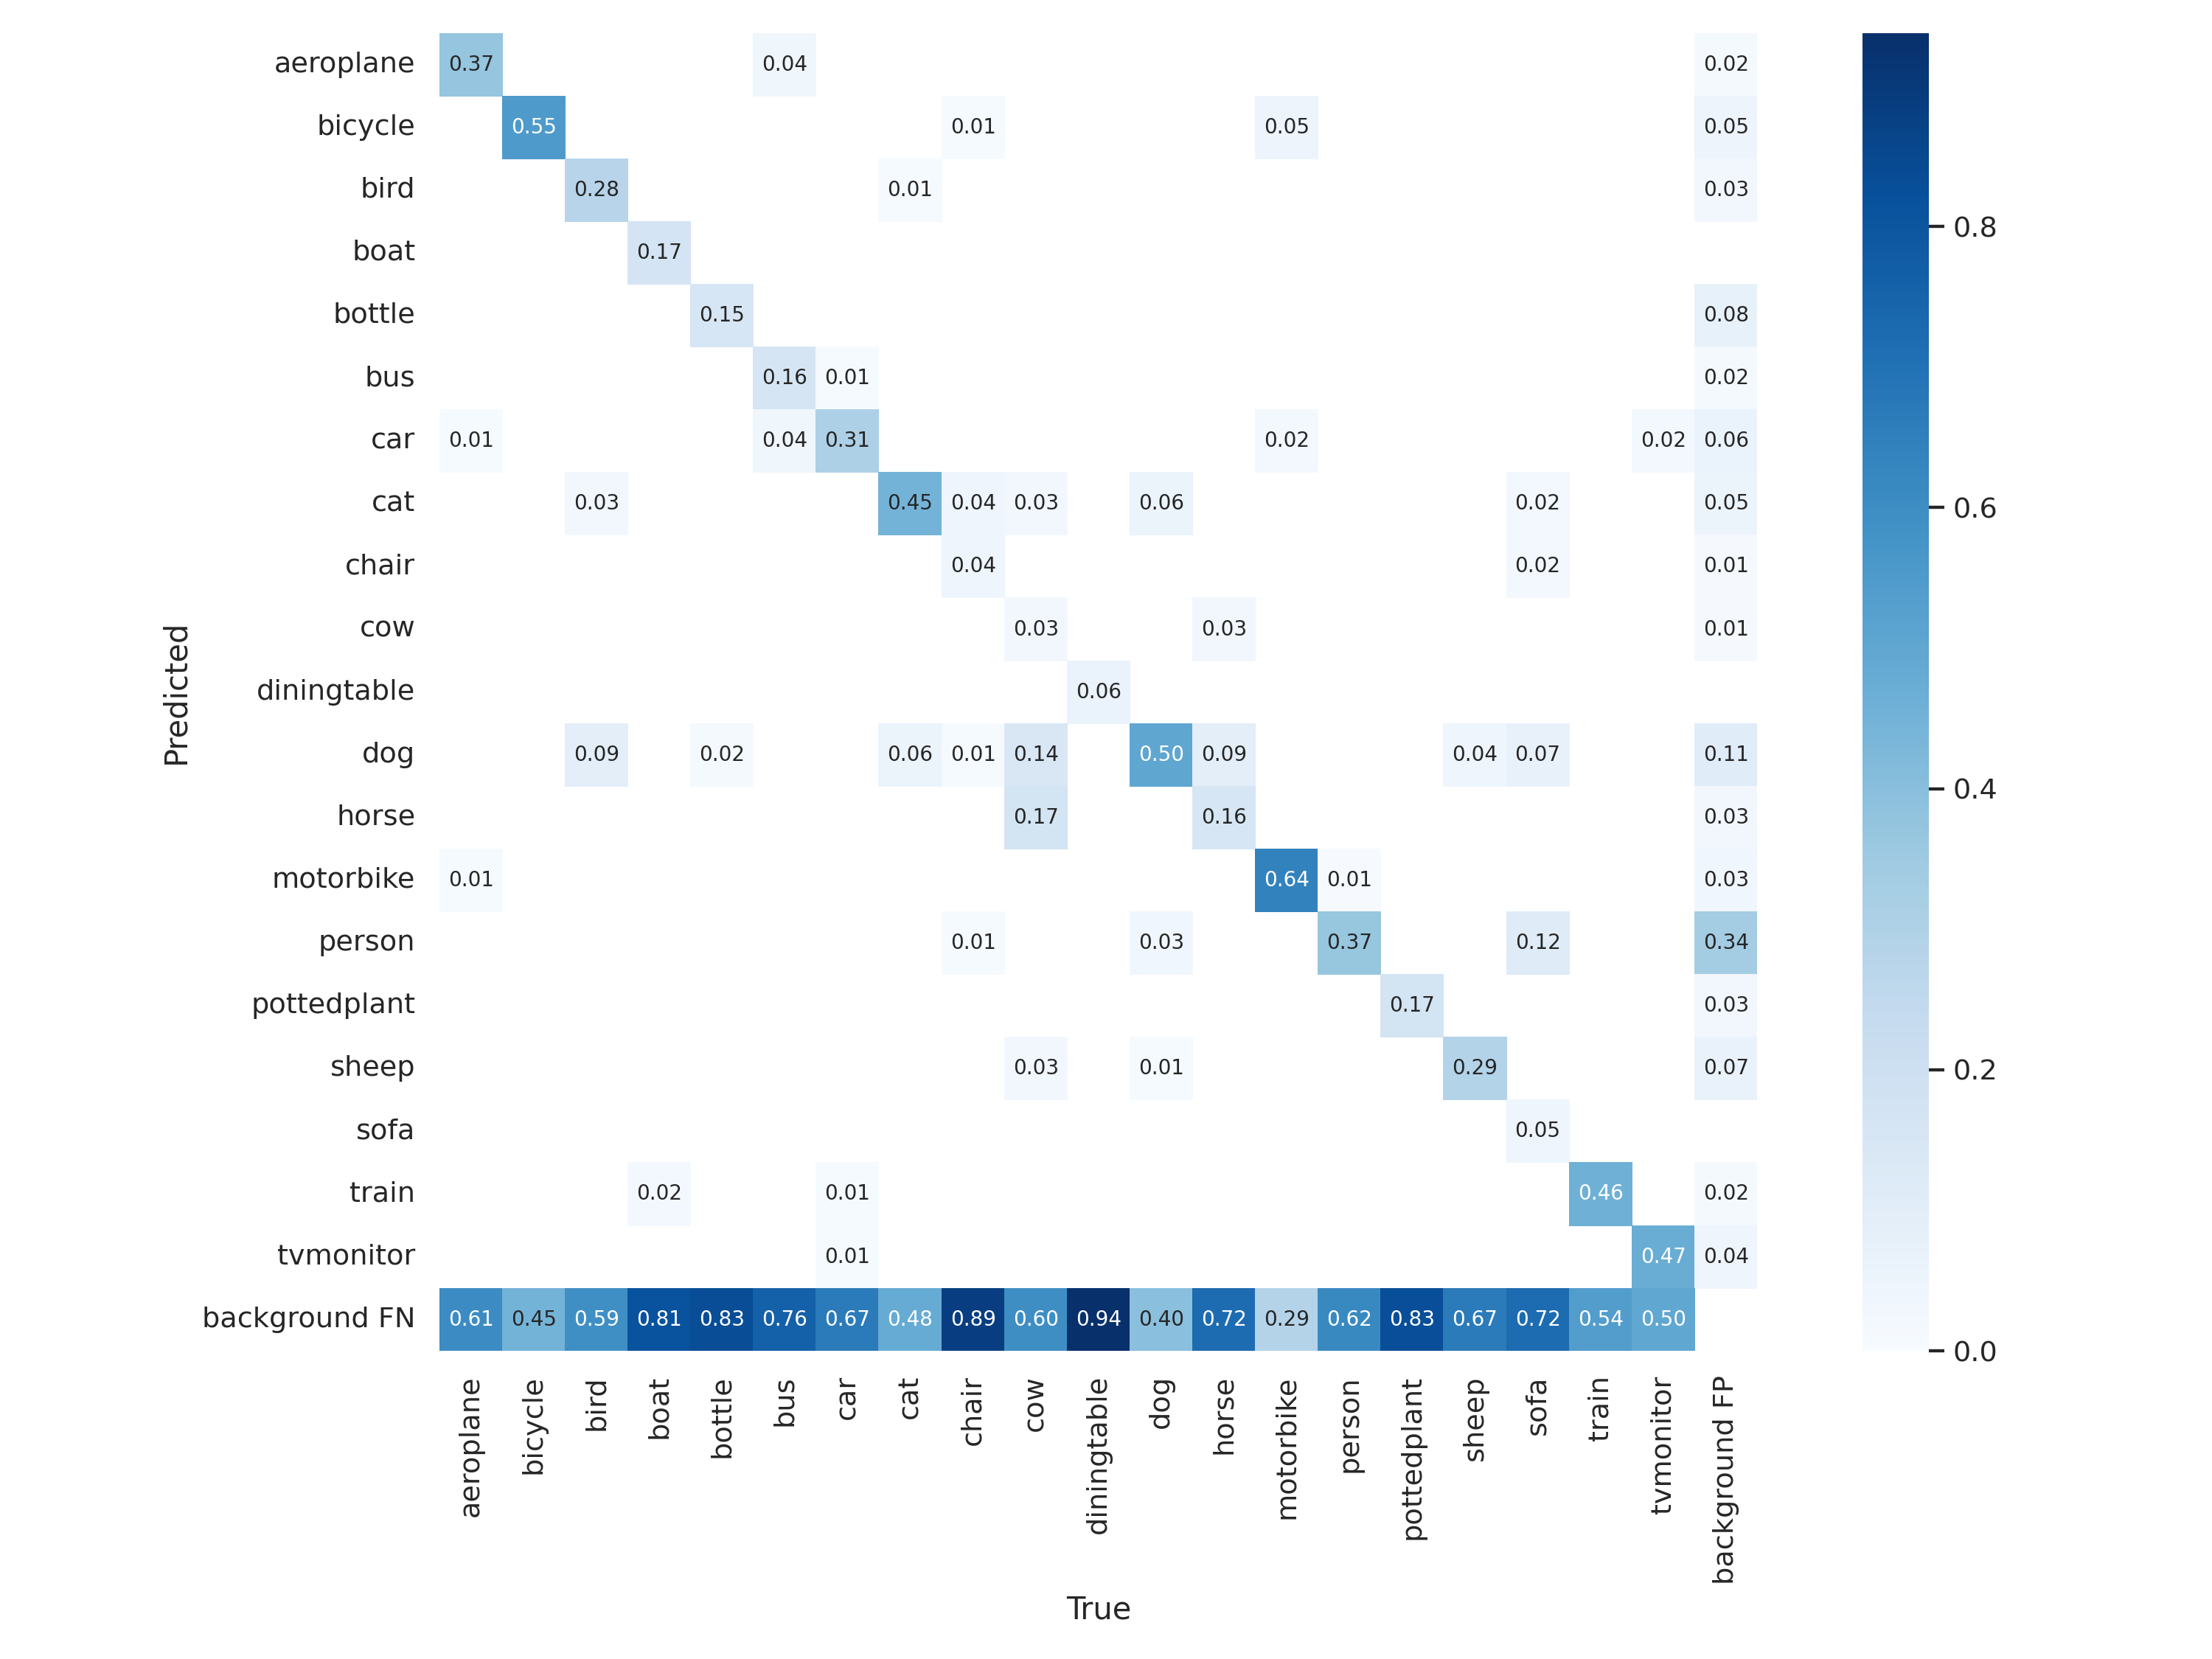 aeroplane 0.37 0.04 0.02
bicycle 0.55 0.01 0.05 0.05
bird 0.28 0.01 0.03
boat 0.17
bottle 0.15 0.08
bus 0.16 0.01 0.02
car 0.01 0.04 0.31 0.02 0.02 0.06
cat 0.03 0.45 0.04 0.03 0.06 0.02 0.05
chair 0.04 0.02 0.01
cow 0.03 0.03 0.01
diningtable 0.06
dog 0.09 0.02 0.06 0.01 0.14 0.50 0.09 0.04 0.07 0.11
horse 0.17 0.16 0.03
motorbike 0.01 0.64 0.01 0.03
person 0.01 0.03 0.37 0.12 0.34
pottedplant 0.17 0.03
sheep 0.03 0.01 0.29 0.07
sofa 0.05
train 0.02 0.01 0.46 0.02
tvmonitor 0.01 0.47 0.04
background FN 0.61 0.45 0.59 0.81 0.83 0.76 0.67 0.48 0.89 0.60 0.94 0.40 0.72 0.29 0.62 0.83 0.67 0.72 0.54 0.50
Predicted
aeroplane
bicycle
bird
boat
bottle
bus
car
cat
chair
cow
diningtable
dog
horse
motorbike
person
pottedplant
sheep
sofa
train
tvmonitor
background FP
True
0.8
0.6
0.4
0.2
0.0